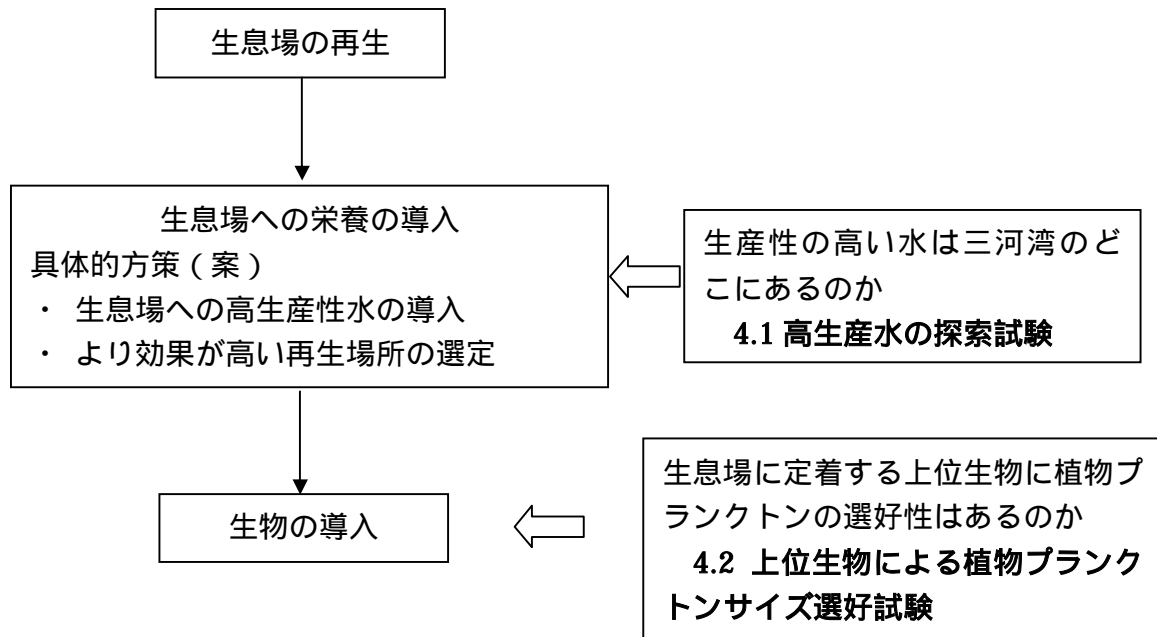 生息場の再生
生息場への栄養の導入
具体的方策（案）
・ 生息場への高生産性水の導入
・ より効果が高い再生場所の選定
生産性の高い水は三河湾のど
こにあるのか
4.1 高生産水の探索試験
生物の導入
生息場に定着する上位生物に植物プ
ランクトンの選好性はあるのか
4.2 上位生物による植物プランク
トンサイズ選好試験